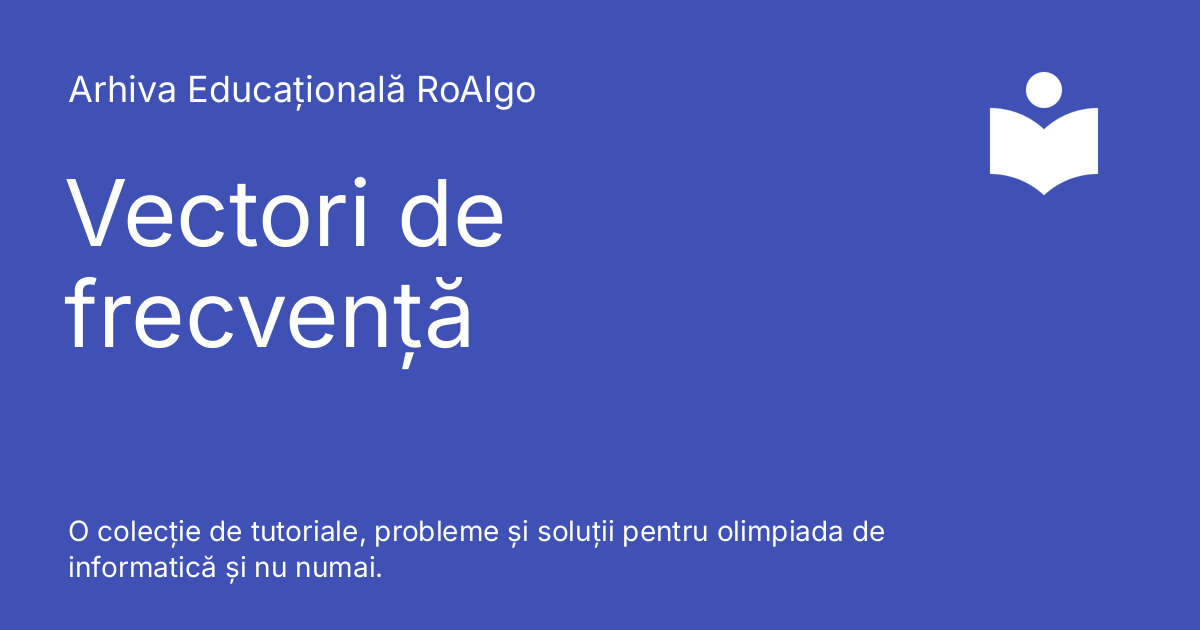 Arhiva Educațională RoAlgo
Vectori de
frecvență
O colecție de tutoriale, probleme și soluții pentru olimpiada de
informatică și nu numai.